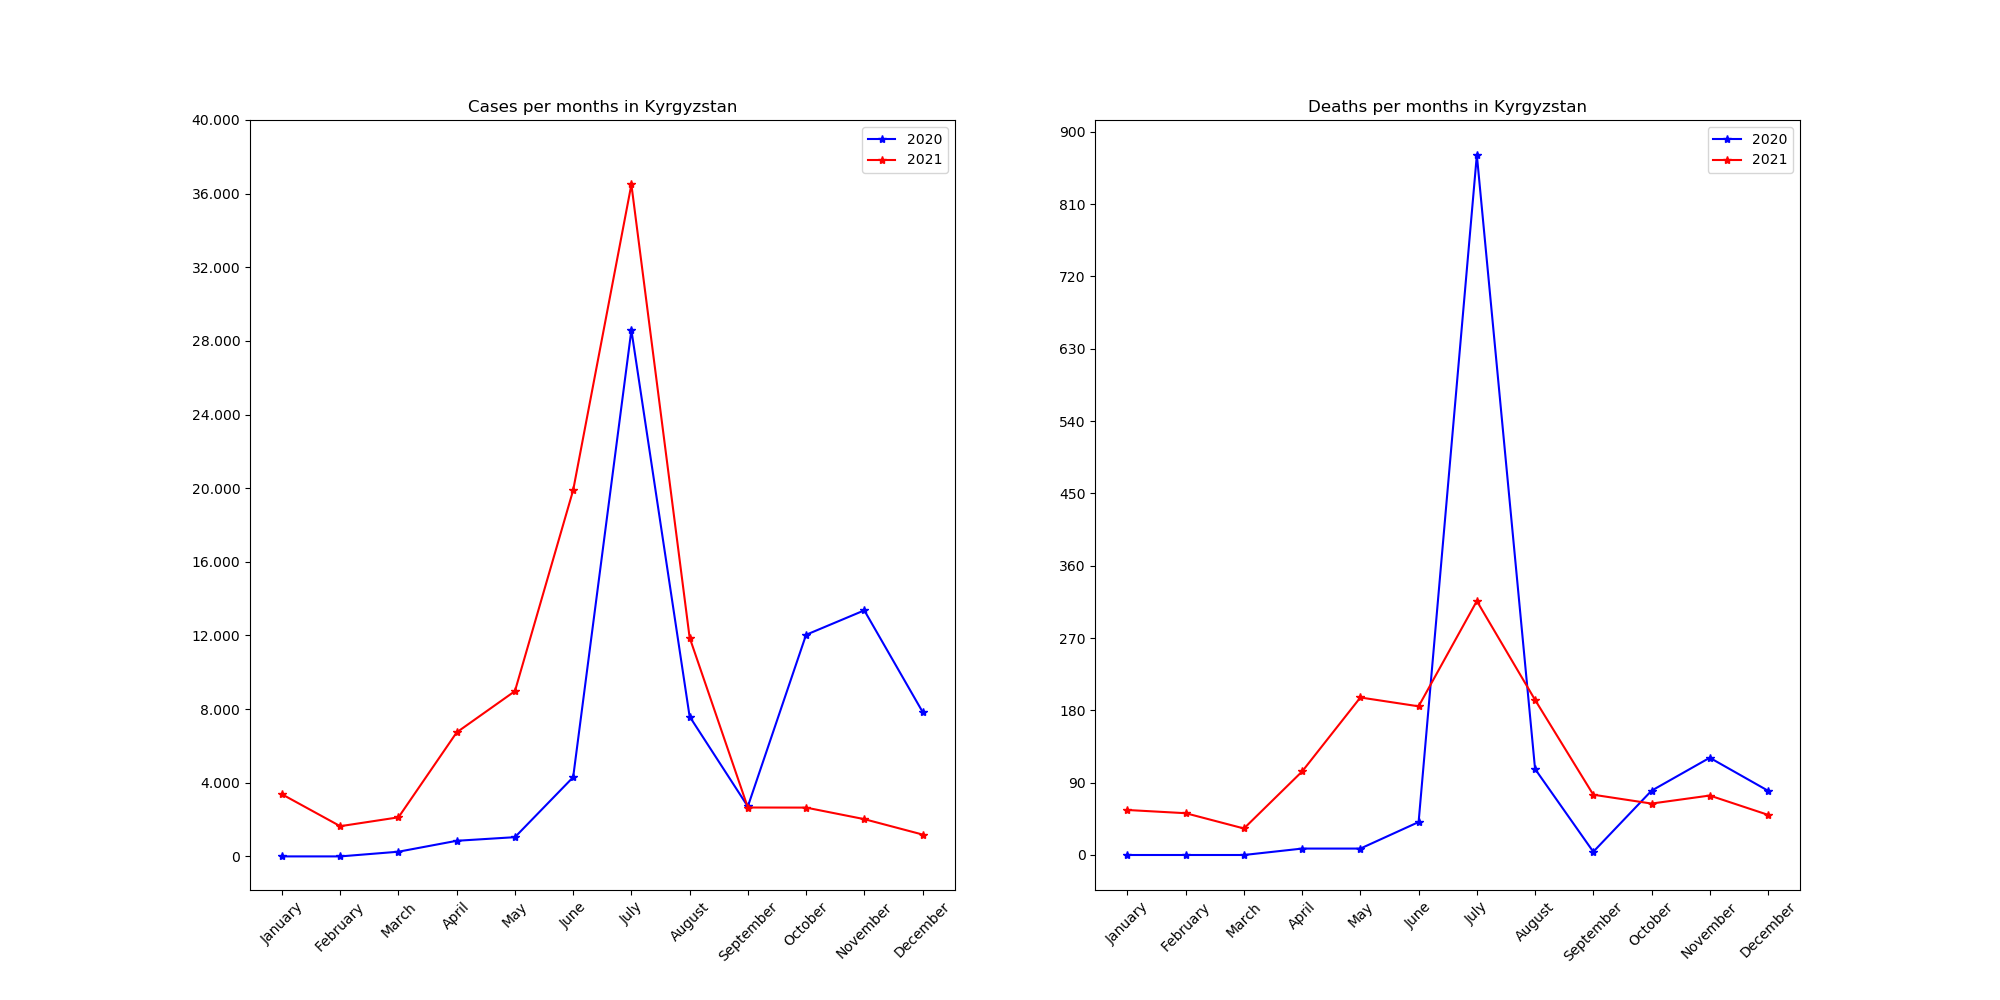 Cases per months in Kyrgyzstan
40.000
36.000
32.000
28.000
24.000
20.000
16.000
12.000
8.000
4.000
0
2020
2021
January
February
March
April
May
June
July
August
September
October
November
December
Deaths per months in Kyrgyzstan
900
810
720
630
540
450
360
270
180
90
0
2020
2021
January
February
March
April
May
June
July
August
September
October
November
December